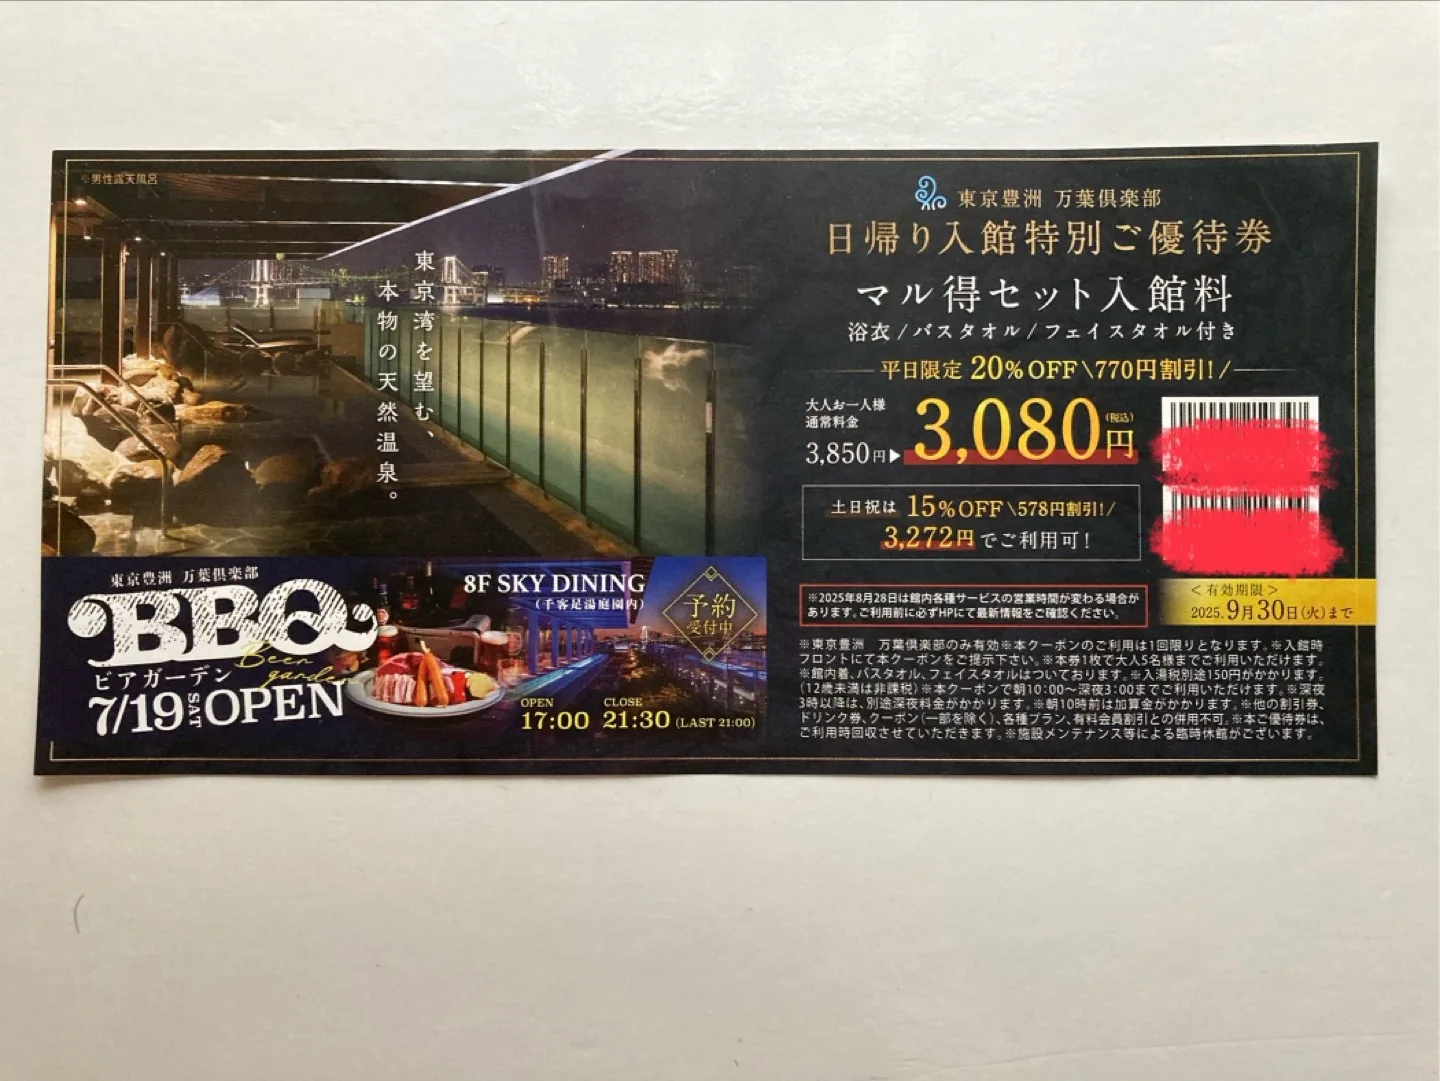 ※男性露天風呂
東京湾を望む、
本物の天然温泉。
東京豊洲 万葉倶楽部
BBQ
Beer garden
ビアガーデン
7/19 SAT OPEN
8F SKY DINING
(千客足湯庭園内)
予約
受付中
OPEN
17:00
CLOSE
21:30 (LAST 21:00)
東京豊洲 万葉倶楽部
日帰り入館特別ご優待券
マル得セット入館料
浴衣/バスタオル/フェイスタオル付き
平日限定 20%OFF \770円割引!/
大人お一人様
通常料金
3,850円▶3,080円(税込)
土日祝は 15%OFF \578円割引!/
3,272円でご利用可!
※2025年8月28日は館内各種サービスの営業時間が変わる場合が
あります。ご利用前に必ずHPにて最新情報をご確認ください。
<有効期限>
2025.9月30日(火)まで
※東京豊洲 万葉倶楽部のみ有効※本クーポンのご利用は1回限りとなります。※入館時
フロントにて本クーポンをご提示下さい。※本券1枚で大人5名様までご利用いただけます。
※館内着、バスタオル、フェイスタオルはついております。※入湯税別途150円がかかります。
(12歳未満は非課税)※本クーポンで朝10:00～深夜3:00までご利用いただけます。※深夜
3時以降は、別途深夜料金がかかります。※朝10時前は加算金がかかります。※他の割引券、
ドリンク券、クーポン(一部を除く)、各種プラン、有料会員割引との併用不可。※本ご優待券は、
ご利用時回収させていただきます。※施設メンテナンス等による臨時休館がございます。